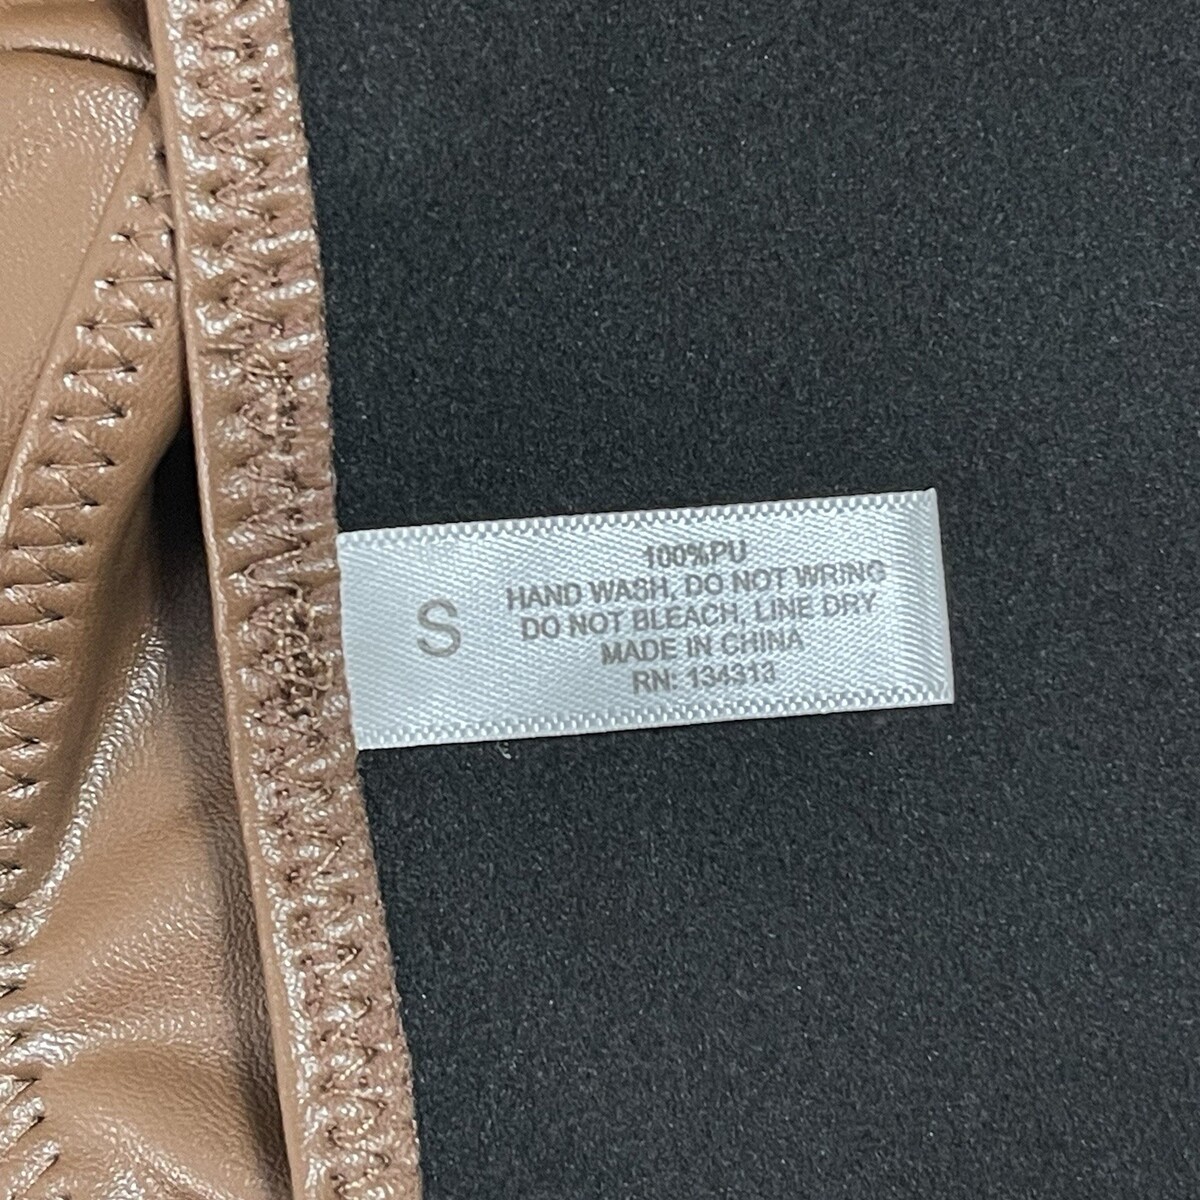 S
100%PU
HAND WASH, DO NOT WRING
DO NOT BLEACH, LINE DRY
MADE IN CHINA
RN: 134313